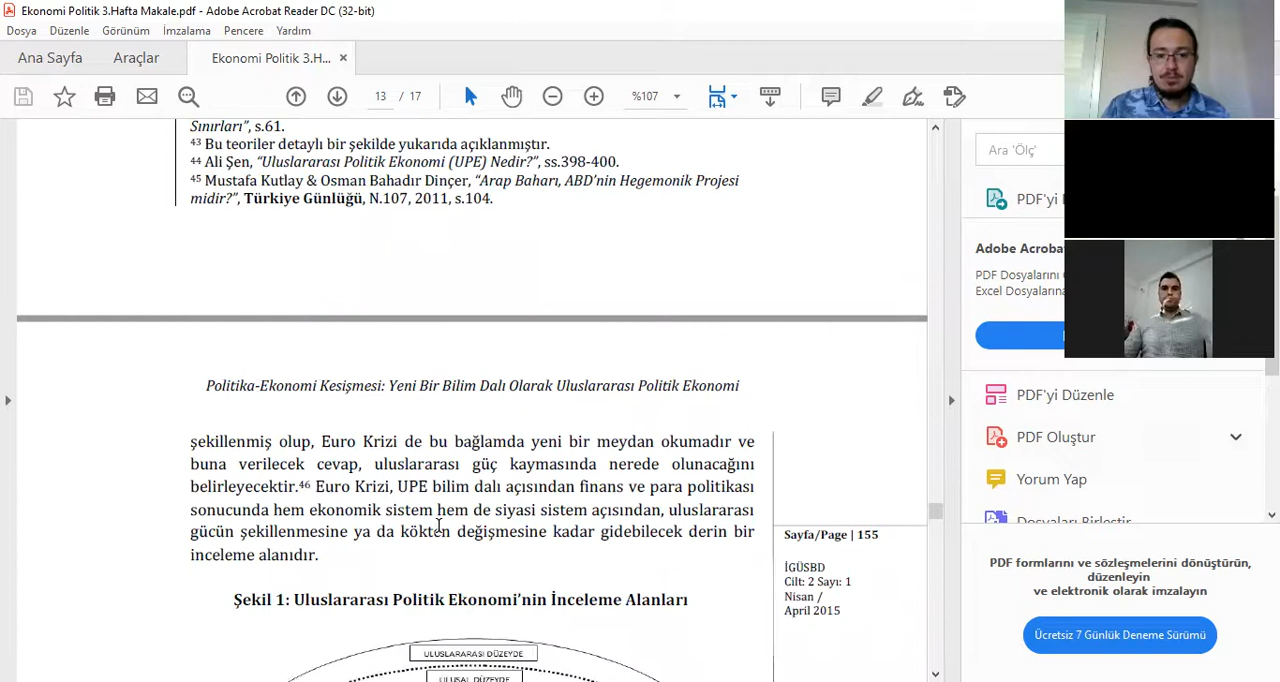 Ekonomi Politik 3.Hafta Makale.pdf - Adobe Acrobat Reader DC (32-bit)
Dosya Düzenle Görünüm İmzalama Pencere Yardım
Ana Sayfa Araçlar Ekonomi Politik 3.H... ×
13 / 17 %107
Sınırları”, s.61.
⁴³ Bu teoriler detaylı bir şekilde yukarıda açıklanmıştır.
⁴⁴ Ali Şen, “Uluslararası Politik Ekonomi (UPE) Nedir?”, ss.398-400.
⁴⁵ Mustafa Kutlay & Osman Bahadır Dinçer, “Arap Baharı, ABD’nin Hegemonik Projesi
midir?”, Türkiye Günlüğü, N.107, 2011, s.104.
Politika-Ekonomi Kesişmesi: Yeni Bir Bilim Dalı Olarak Uluslararası Politik Ekonomi
şekillenmiş olup, Euro Krizi de bu bağlamda yeni bir meydan okumadır ve
buna verilecek cevap, uluslararası güç kaymasında nerede olunacağını
belirleyecektir.⁴⁶ Euro Krizi, UPE bilim dalı açısından finans ve para politikası
sonucunda hem ekonomik sistem hem de siyasi sistem açısından, uluslararası
gücün şekillenmesine ya da kökten değişmesine kadar gidebilecek derin bir
inceleme alanıdır.
Şekil 1: Uluslararası Politik Ekonomi’nin İnceleme Alanları
ULUSLARARASI DÜZEYDE
ULUSAL DÜZEYDE
Sayfa/Page | 155
İGÜSBD
Cilt: 2 Sayı: 1
Nisan /
April 2015
Ara 'Ölç'
PDF'yi
Adobe Acrobat
PDF Dosyalarını
Excel Dosyalarına
PDF'yi Düzenle
PDF Oluştur
Yorum Yap
Dosyaları Birleştir
PDF formlarını ve sözleşmelerini dönüştürün,
düzenleyin
ve elektronik olarak imzalayın
Ücretsiz 7 Günlük Deneme Sürümü